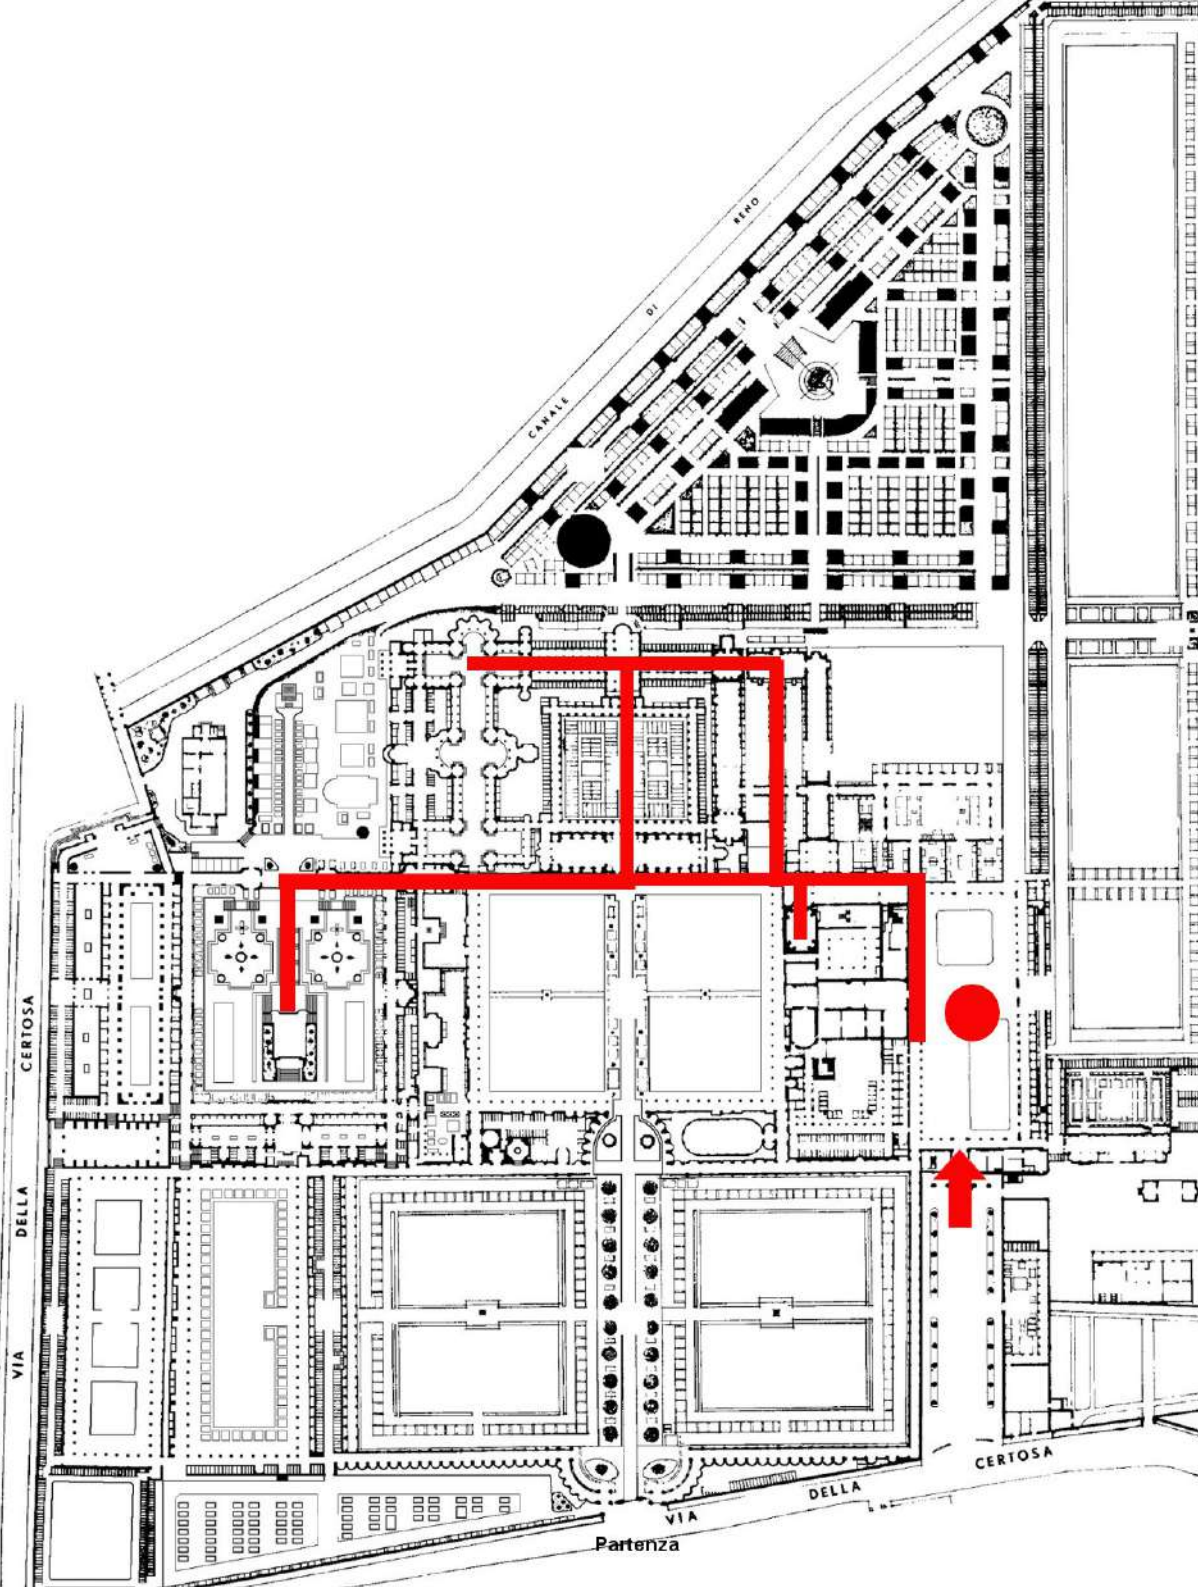 RENO
DI
CANALE
CERTOSA
DELLA
VIA
CERTOSA
DELLA
VIA
Partenza